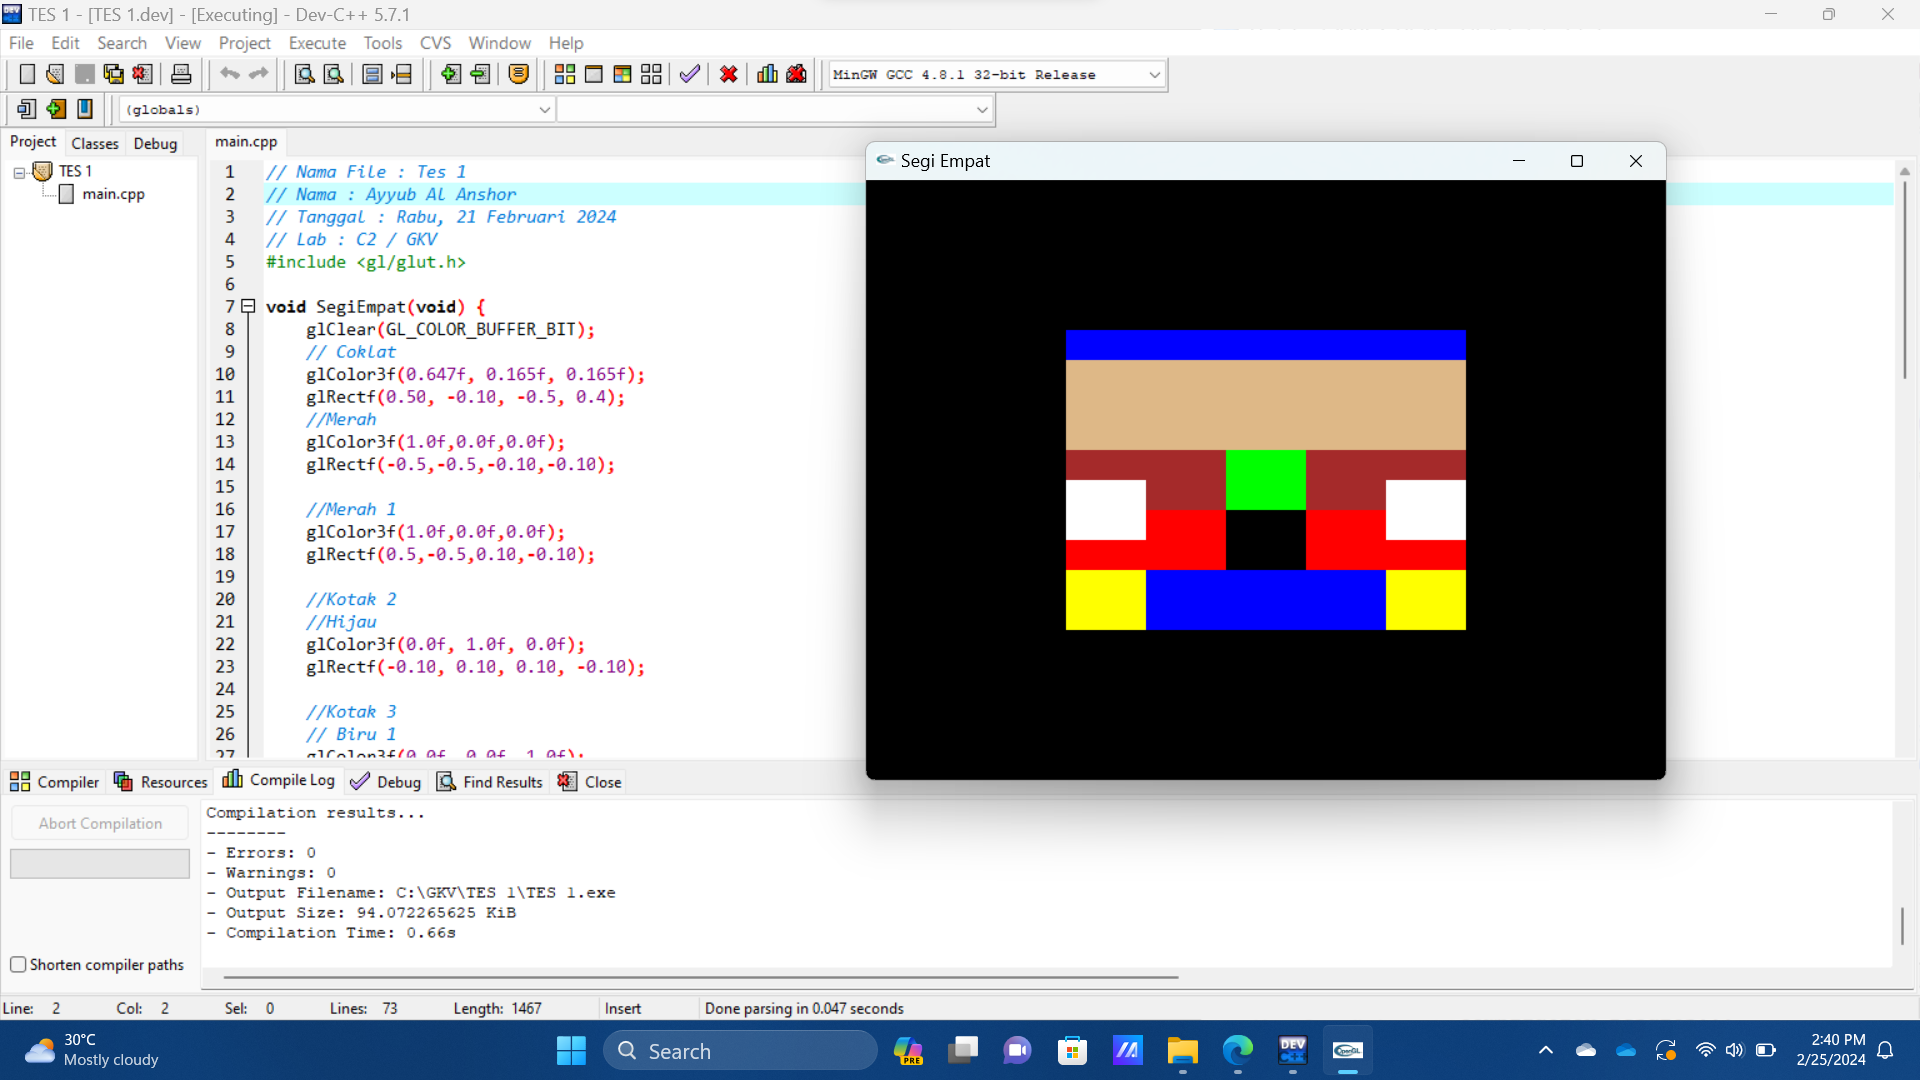 TES 1 - [TES 1.dev] - [Executing] - Dev-C++ 5.7.1
File Edit Search View Project Execute Tools CVS Window Help
MinGW GCC 4.8.1 32-bit Release
(globals)
Project Classes Debug
main.cpp
TES 1
main.cpp
1 // Nama File : Tes 1
2 // Nama : Ayyub Al Anshor
3 // Tanggal : Rabu, 21 Februari 2024
4 // Lab : C2 / GKV
5 #include <gl/glut.h>
6
7 void SegiEmpat(void) {
8 glClear(GL_COLOR_BUFFER_BIT);
9 // Coklat
10 glColor3f(0.647f, 0.165f, 0.165f);
11 glRectf(0.50, -0.10, -0.5, 0.4);
12 //Merah
13 glColor3f(1.0f,0.0f,0.0f);
14 glRectf(-0.5,-0.5,-0.10,-0.10);
15
16 //Merah 1
17 glColor3f(1.0f,0.0f,0.0f);
18 glRectf(0.5,-0.5,0.10,-0.10);
19
20 //Kotak 2
21 //Hijau
22 glColor3f(0.0f, 1.0f, 0.0f);
23 glRectf(-0.10, 0.10, 0.10, -0.10);
24
25 //Kotak 3
26 // Biru 1
27 glColor3f(0.0f, 0.0f, 1.0f);
Segi Empat
Compiler Resources Compile Log Debug Find Results Close
Abort Compilation
Shorten compiler paths
Compilation results...
--------
- Errors: 0
- Warnings: 0
- Output Filename: C:\GKV\TES 1\TES 1.exe
- Output Size: 94.072265625 KiB
- Compilation Time: 0.66s
Line: 2 Col: 2 Sel: 0 Lines: 73 Length: 1467 Insert Done parsing in 0.047 seconds
30°C
Mostly cloudy
Search
PRE
DEV
C++
OpenGL
2:40 PM
2/25/2024